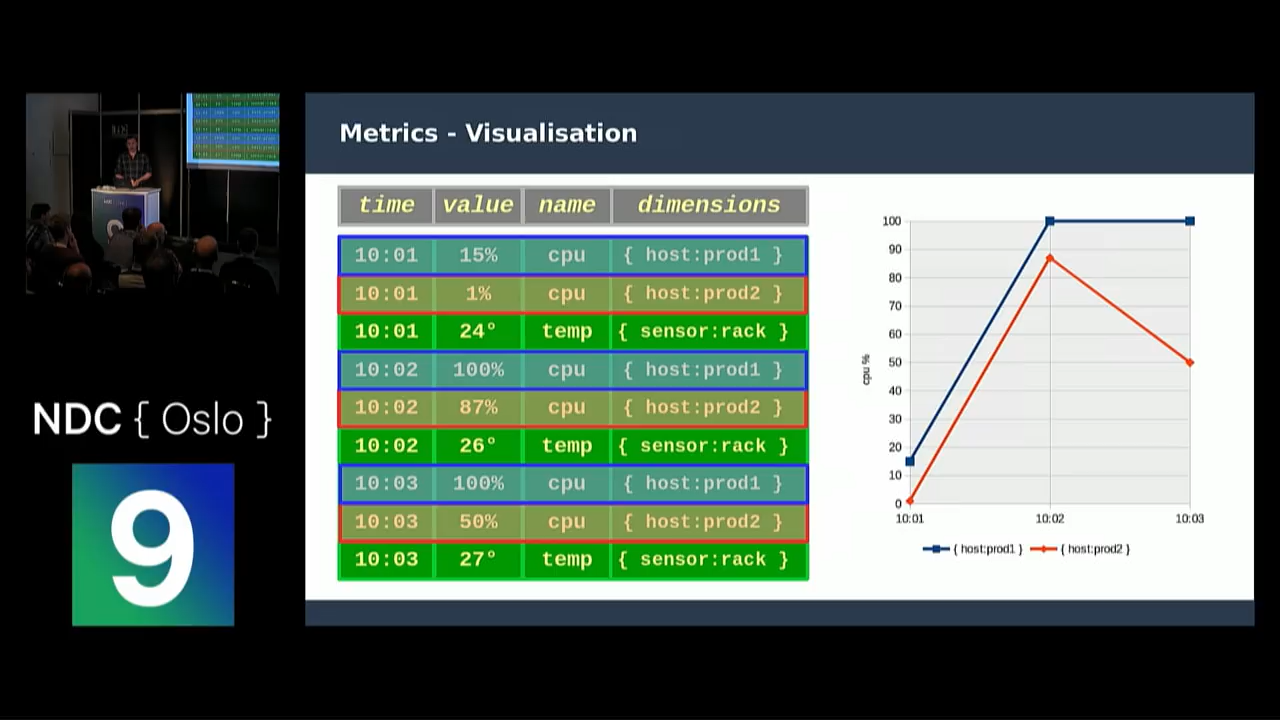 Metrics - Visualisation
time value name dimensions
10:01 15% cpu { host:prod1 }
10:01 1% cpu { host:prod2 }
10:01 24° temp { sensor:rack }
10:02 100% cpu { host:prod1 }
10:02 87% cpu { host:prod2 }
10:02 26° temp { sensor:rack }
10:03 100% cpu { host:prod1 }
10:03 50% cpu { host:prod2 }
10:03 27° temp { sensor:rack }
cpu %
100
90
80
70
60
50
40
30
20
10
0
10:01 10:02 10:03
{ host:prod1 } { host:prod2 }
NDC { Oslo }
9